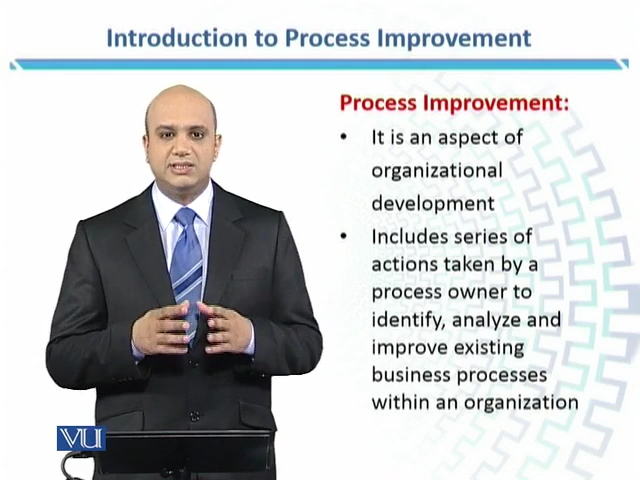 Introduction to Process Improvement
Process Improvement:
• It is an aspect of
organizational
development
• Includes series of
actions taken by a
process owner to
identify, analyze and
improve existing
business processes
within an organization
VU